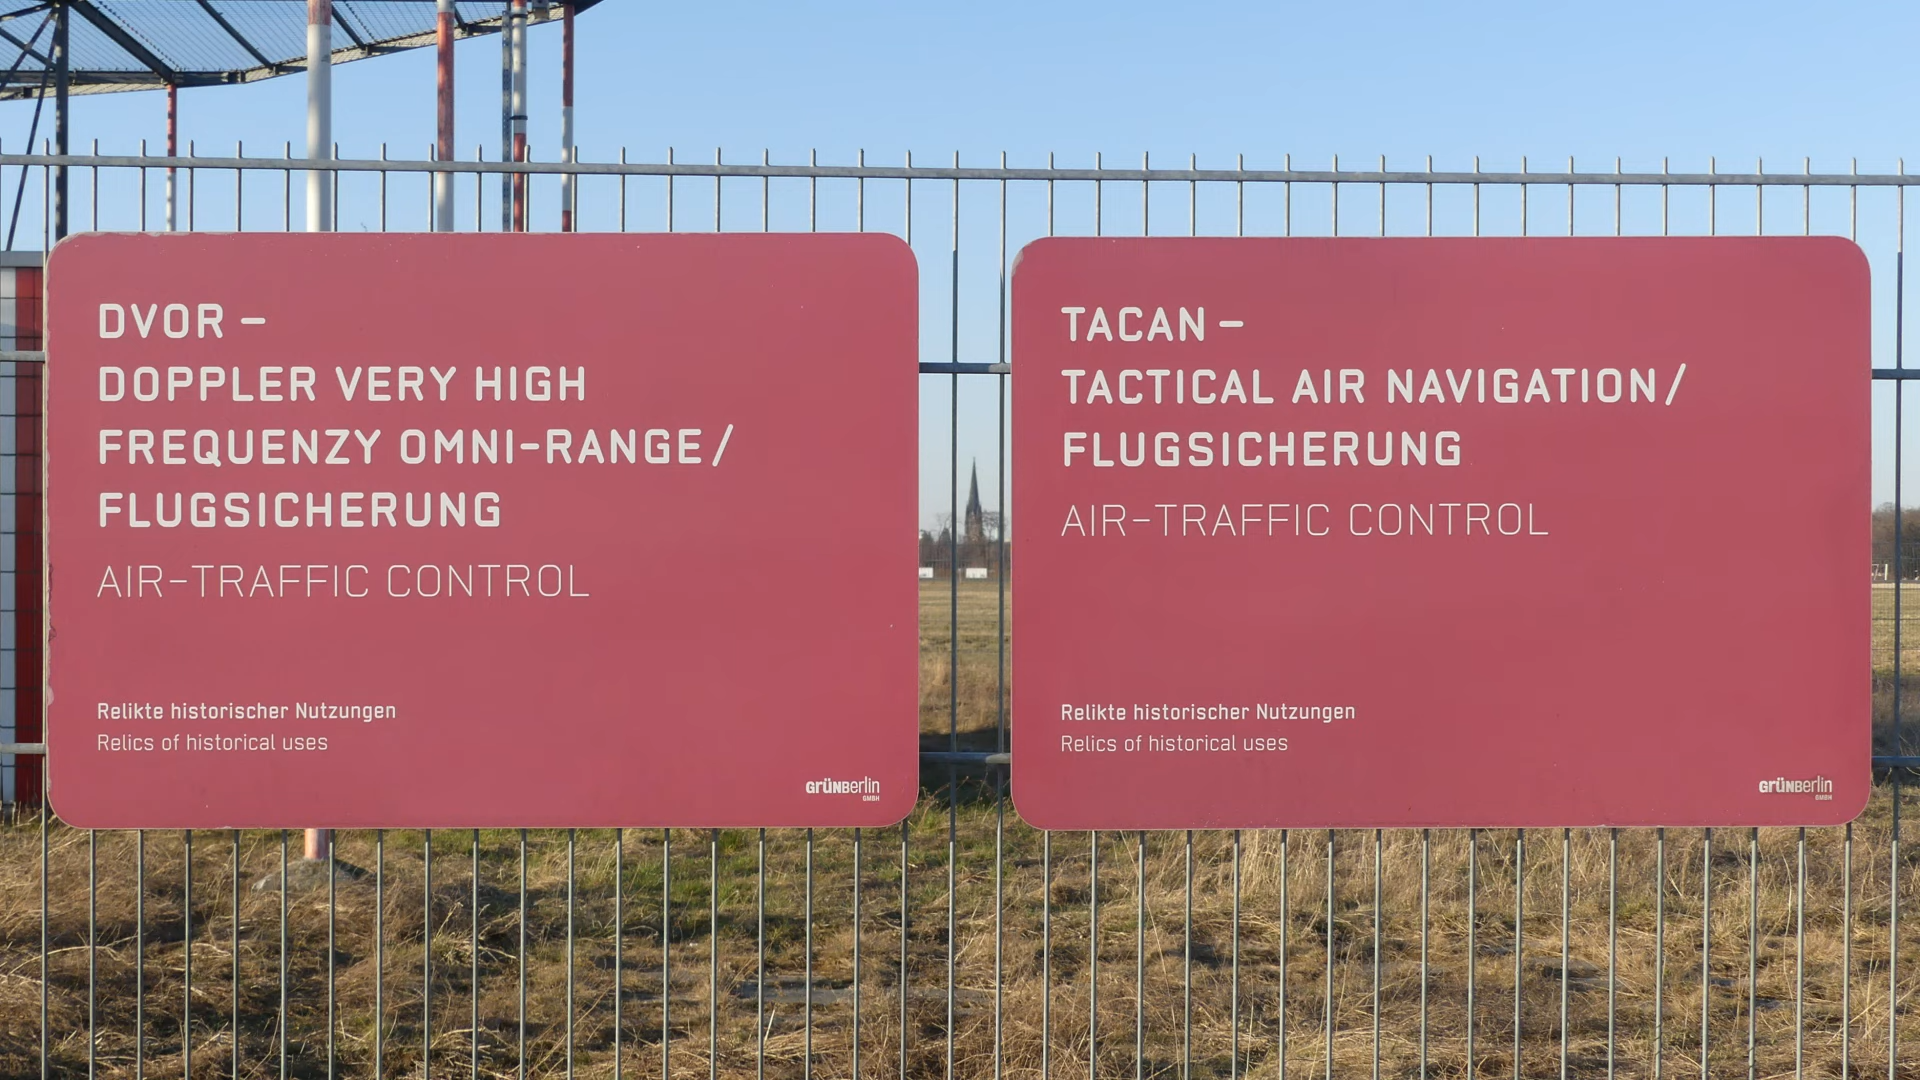 DVOR –
DOPPLER VERY HIGH
FREQUENZY OMNI-RANGE/
FLUGSICHERUNG
AIR-TRAFFIC CONTROL
Relikte historischer Nutzungen
Relics of historical uses
GRÜNBerlin
GMBH
TACAN –
TACTICAL AIR NAVIGATION/
FLUGSICHERUNG
AIR-TRAFFIC CONTROL
Relikte historischer Nutzungen
Relics of historical uses
GRÜNBerlin
GMBH